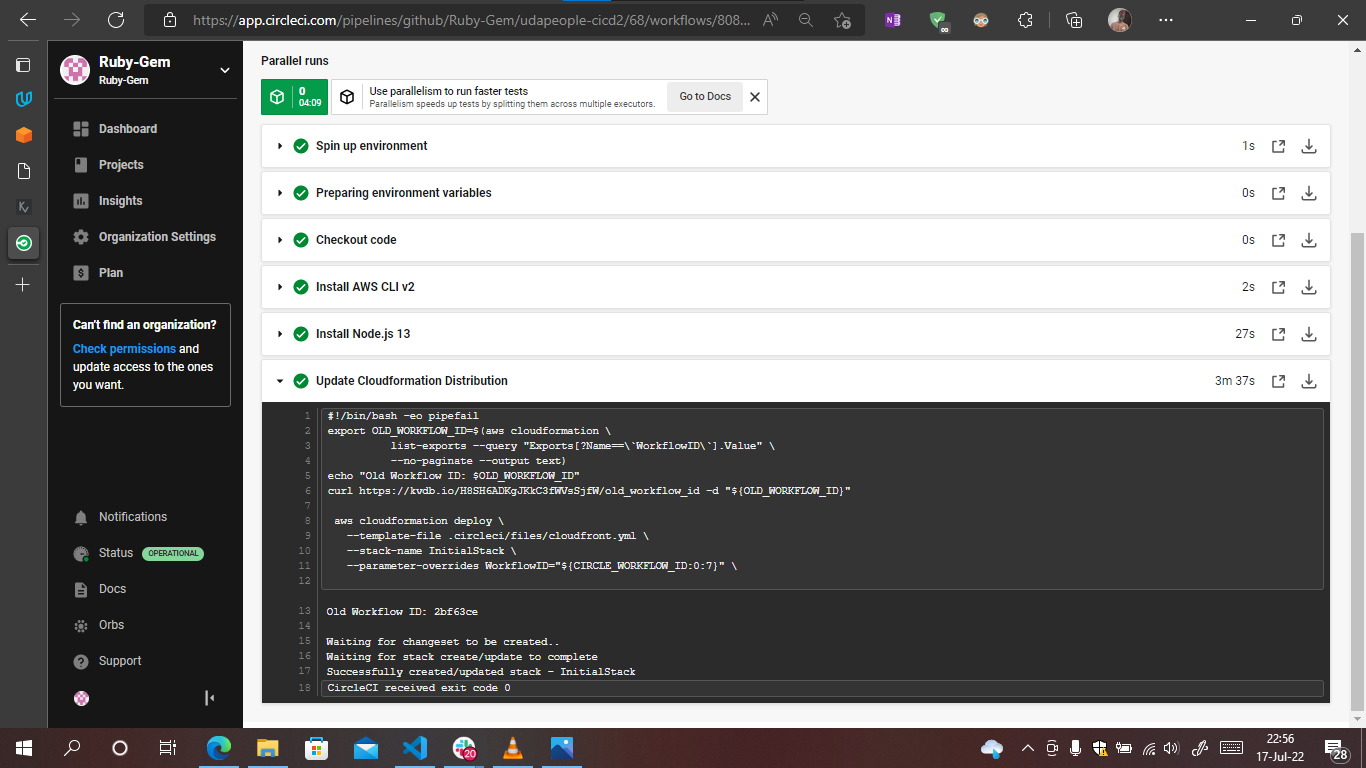 https://app.circleci.com/pipelines/github/Ruby-Gem/udapeople-cicd2/68/workflows/808...
Ruby-Gem
Ruby-Gem
Dashboard
Projects
Insights
Organization Settings
Plan
Can't find an organization?
Check permissions and
update access to the ones
you want.
Notifications
Status OPERATIONAL
Docs
Orbs
Support
Parallel runs
0
04:09
Use parallelism to run faster tests
Parallelism speeds up tests by splitting them across multiple executors.
Go to Docs
Spin up environment 1s
Preparing environment variables 0s
Checkout code 0s
Install AWS CLI v2 2s
Install Node.js 13 27s
Update Cloudformation Distribution 3m 37s
1 #!/bin/bash -eo pipefail
2 export OLD_WORKFLOW_ID=$(aws cloudformation \
3 list-exports --query "Exports[?Name==\`WorkflowID\`].Value" \
4 --no-paginate --output text)
5 echo "Old Workflow ID: $OLD_WORKFLOW_ID"
6 curl https://kvdb.io/H8SH6ADKgJKkC3fWVsSjfW/old_workflow_id -d "${OLD_WORKFLOW_ID}"
7
8 aws cloudformation deploy \
9 --template-file .circleci/files/cloudfront.yml \
10 --stack-name InitialStack \
11 --parameter-overrides WorkflowID="${CIRCLE_WORKFLOW_ID:0:7}" \
12
13 Old Workflow ID: 2bf63ce
14
15 Waiting for changeset to be created..
16 Waiting for stack create/update to complete
17 Successfully created/updated stack - InitialStack
18 CircleCI received exit code 0
20
22:56
17-Jul-22
28